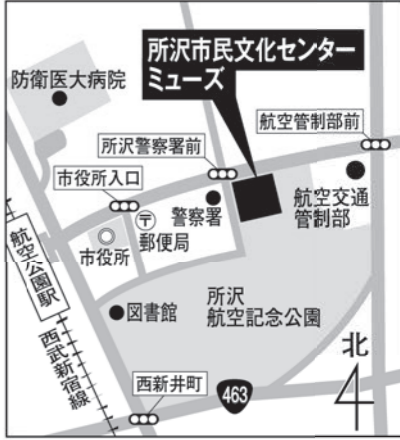 所沢市民文化センター
ミューズ
防衛医大病院
航空管制部前
所沢警察署前
市役所入口
警察署
航空交通
管制部
〒
郵便局
市役所
航空公園駅
図書館
所沢
航空記念公園
西武新宿線
北
西新井町
463